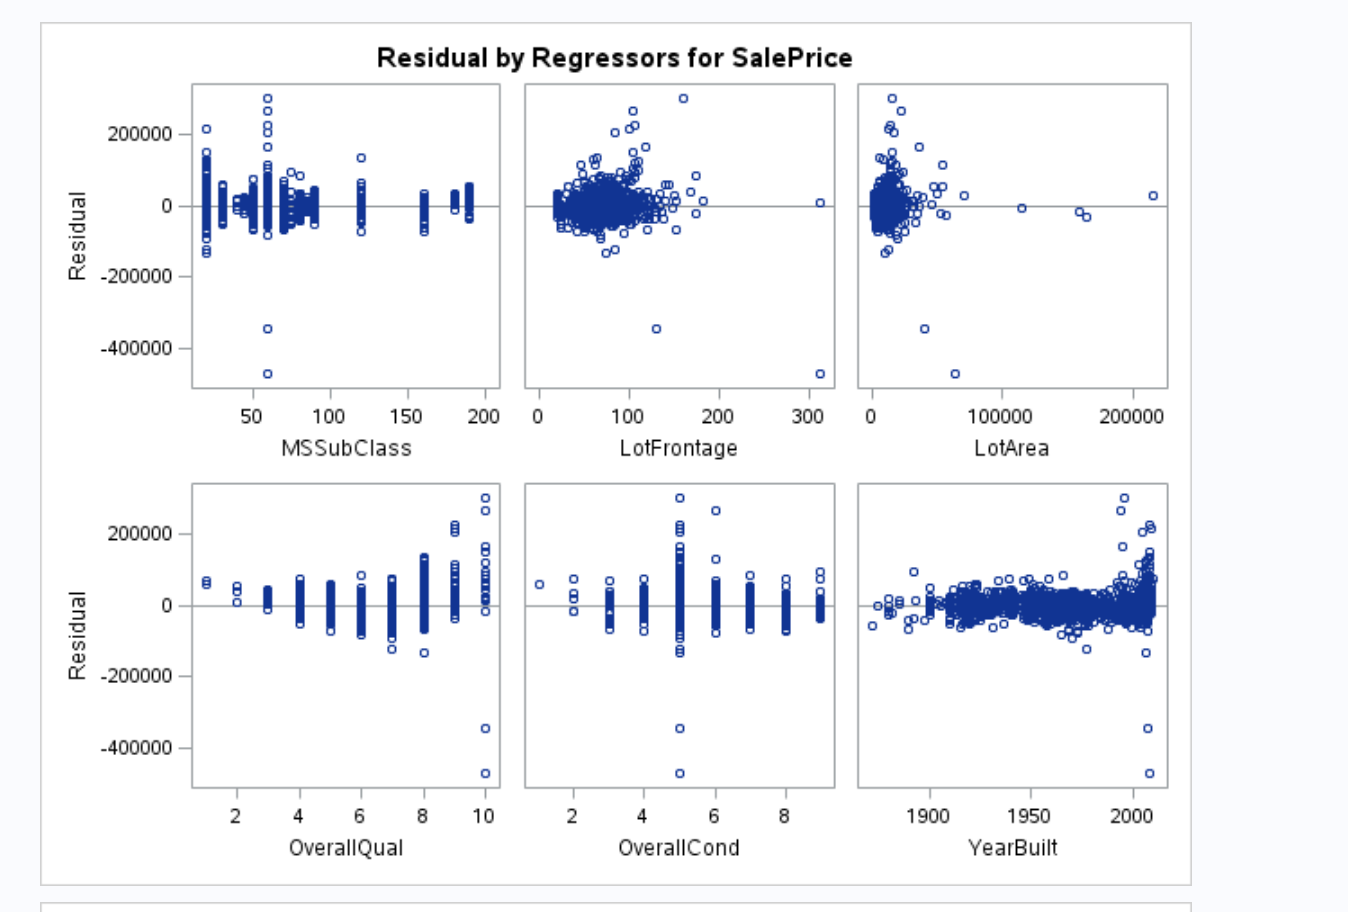 Residual by Regressors for SalePrice
Residual
200000
0
-200000
-400000
50 100 150 200
MSSubClass
0 100 200 300
LotFrontage
0 100000 200000
LotArea
Residual
200000
0
-200000
-400000
2 4 6 8 10
OverallQual
2 4 6 8
OverallCond
1900 1950 2000
YearBuilt